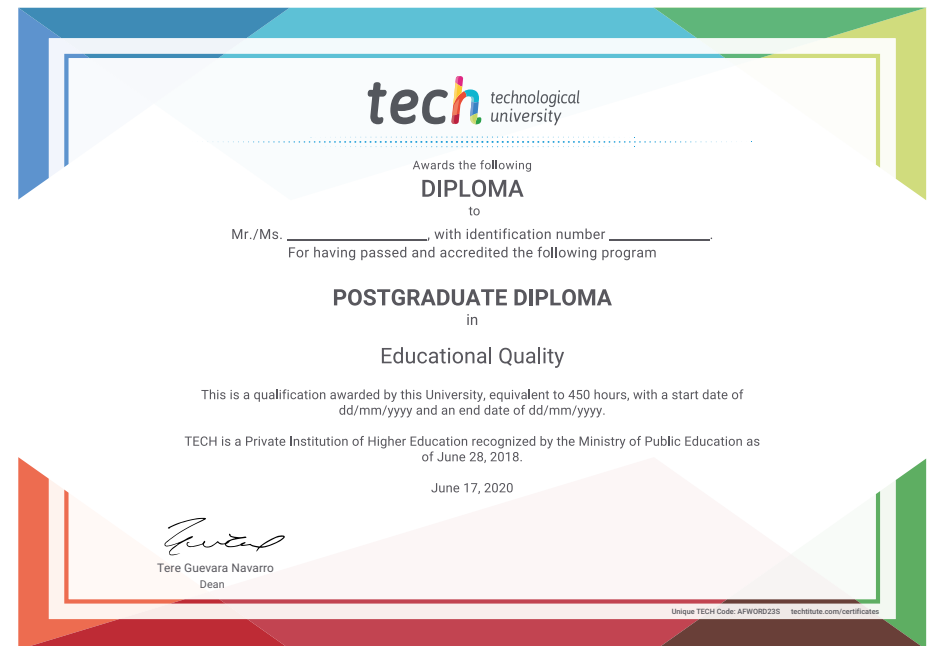 tech technological
university
Awards the following
DIPLOMA
to
Mr./Ms. ____________________, with identification number ______________.
For having passed and accredited the following program
POSTGRADUATE DIPLOMA
in
Educational Quality
This is a qualification awarded by this University, equivalent to 450 hours, with a start date of
dd/mm/yyyy and an end date of dd/mm/yyyy.
TECH is a Private Institution of Higher Education recognized by the Ministry of Public Education as
of June 28, 2018.
June 17, 2020
Tere Guevara Navarro
Dean
Unique TECH Code: AFWORD23S techtitute.com/certificates